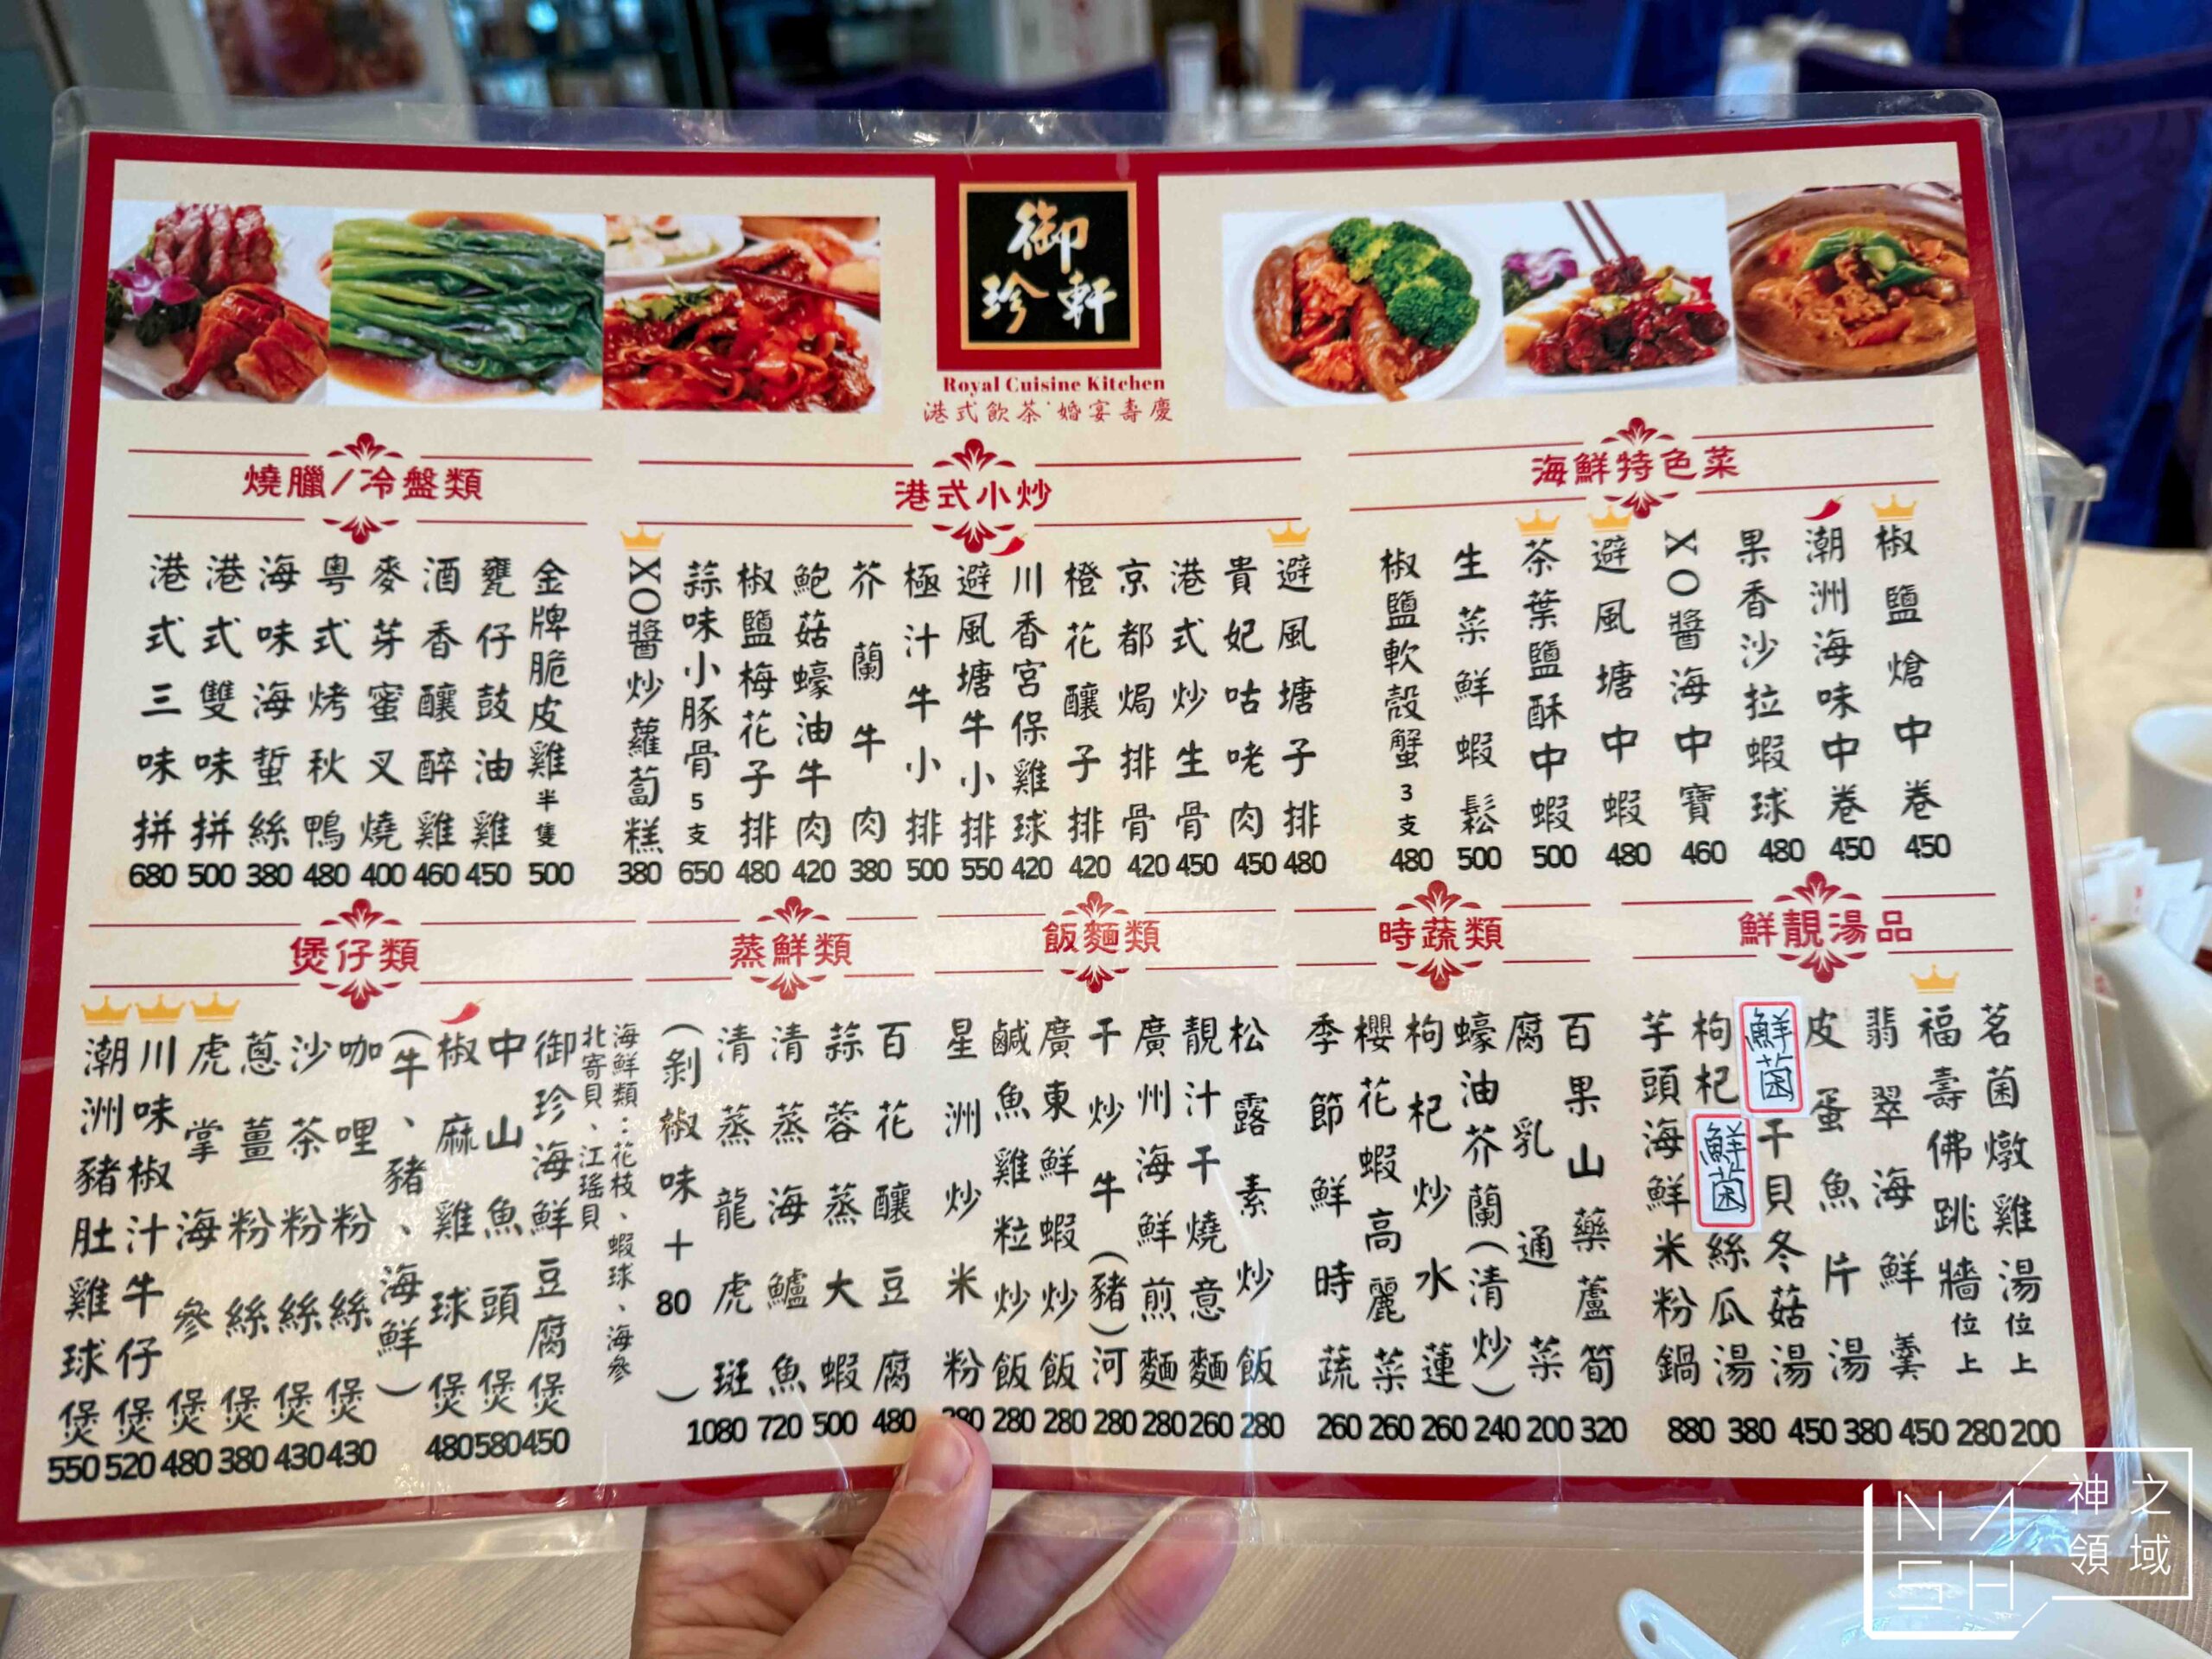 御珍軒
Royal Cuisine Kitchen
港式飲茶‧婚宴壽慶
燒臘/冷盤類
港式三味拼 680
港式雙味拼 500
海味海蜇絲 380
粵式烤秋鴨 480
麥芽蜜叉燒 400
酒香釀醉雞 460
甕仔鼓油雞 450
金牌脆皮雞半隻 500
港式小炒
XO醬炒蘿蔔糕 380
蒜味小豚骨5支 650
椒鹽梅花子排 480
鮑菇蠔油牛肉 420
芥蘭牛肉 380
極汁牛小排 500
避風塘牛小排 550
川香宮保雞球 420
橙花釀子排 420
京都焗排骨 420
港式炒生骨 450
貴妃咕咾肉 450
避風塘子排 480
海鮮特色菜
椒鹽軟殼蟹3支 480
生菜鮮蝦鬆 500
茶葉鹽酥中蝦 500
避風塘中蝦 480
XO醬海中寶 460
果香沙拉蝦球 480
潮洲海味中卷 450
椒鹽熗中卷 450
煲仔類
潮洲豬肚雞球煲 550
川味椒汁牛仔煲 520
虎掌海參煲 480
蔥薑粉絲煲 380
沙茶粉絲煲 430
咖哩粉絲煲 430
(牛、豬、海鮮)
椒麻雞球煲 480
中山魚頭煲 580
御珍海鮮豆腐煲 450
海鮮類:花枝、蝦球、海參
北寄貝、江瑤貝
蒸鮮類
(剁椒味+80)
清蒸龍虎斑 1080
清蒸海鱸魚 720
蒜蓉蒸大蝦 500
百花釀豆腐 480
飯麵類
星洲炒米粉 280
鹹魚雞粒炒飯 280
廣東鮮蝦炒飯 280
干炒牛(豬)河 280
廣州海鮮煎麵 280
靚汁干燒意麵 260
松露素炒飯 280
時蔬類
季節鮮時蔬 260
櫻花蝦高麗菜 260
枸杞炒水蓮 260
蠔油芥蘭(清炒) 240
腐乳通菜 200
百果山藥蘆筍 320
鮮靚湯品
芋頭海鮮米粉鍋 880
枸杞鮮菌絲瓜湯 380
鮮菌干貝冬菇湯 450
皮蛋魚片湯 380
翡翠海鮮羹 450
福壽佛跳牆位上 280
茗菌燉雞湯位上 200
NASH
神之領域